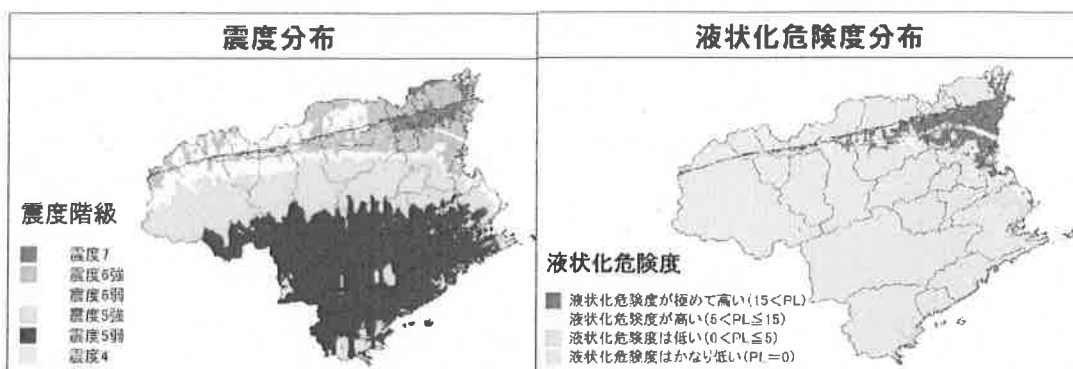 震度分布
震度階級
震度7
震度6強
震度6弱
震度5強
震度5弱
震度4
液状化危険度分布
液状化危険度
液状化危険度が極めて高い(15<PL)
液状化危険度が高い(5<PL≦15)
液状化危険度は低い(0<PL≦5)
液状化危険度はかなり低い(PL=0)